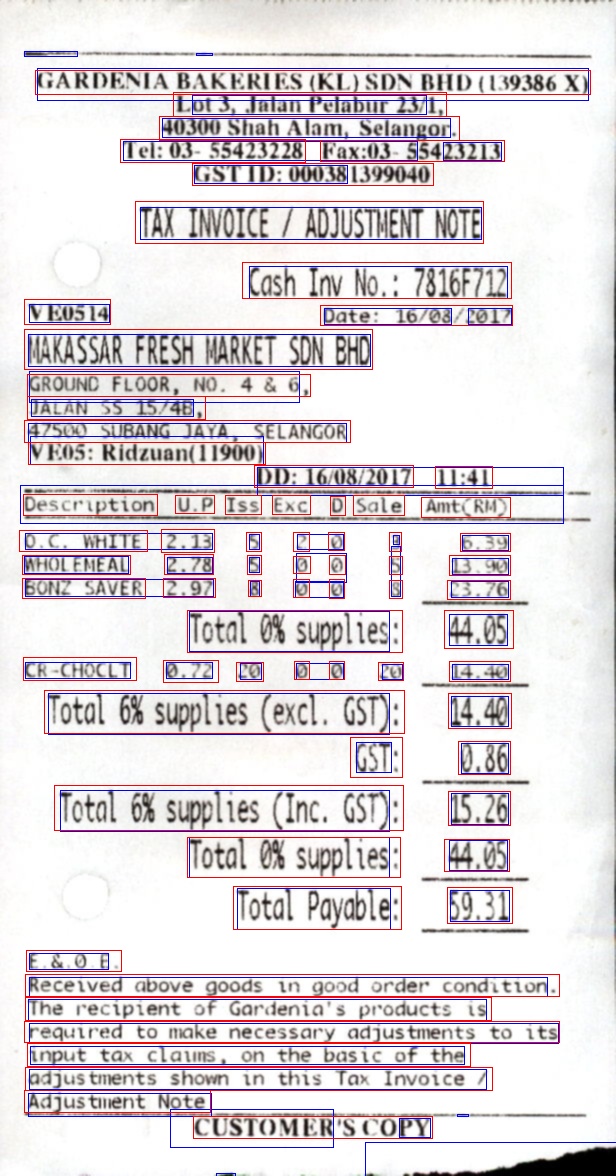 GARDENIA BAKERIES (KL) SDN BHD (139386 X)
Lot 3, Jalan Pelabur 23/1,
40300 Shah Alam, Selangor.
Tel: 03- 55423228 Fax:03- 55423213
GST ID: 000381399040
TAX INVOICE / ADJUSTMENT NOTE
Cash Inv No.: 7816F712
VE0514 Date: 16/08/2017
MAKASSAR FRESH MARKET SDN BHD
GROUND FLOOR, NO. 4 & 6,
JALAN SS 15/4B,
47500 SUBANG JAYA, SELANGOR
VE05: Ridzuan(11900)
DD: 16/08/2017 11:41
Description U.P Iss Exc D Sale Amt(RM)
O.C. WHITE 2.13 5 2 0 3 6.39
WHOLEMEAL 2.78 5 0 0 5 13.90
BONZ SAVER 2.97 8 0 0 8 23.76
Total 0% supplies: 44.05
CR-CHOCLT 0.72 20 0 0 20 14.40
Total 6% supplies (excl. GST): 14.40
GST: 0.86
Total 6% supplies (Inc. GST): 15.26
Total 0% supplies: 44.05
Total Payable: 59.31
E.&.O.E.
Received above goods in good order condition.
The recipient of Gardenia's products is
required to make necessary adjustments to its
input tax claims, on the basic of the
adjustments shown in this Tax Invoice /
Adjustment Note
CUSTOMER'S COPY